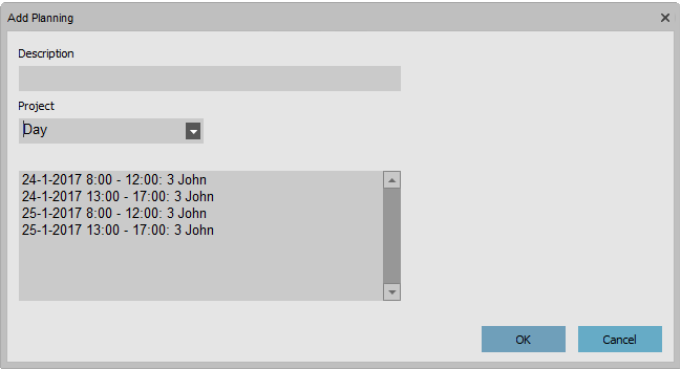 Add Planning
Description
Project
Day
24-1-2017 8:00 - 12:00: 3 John
24-1-2017 13:00 - 17:00: 3 John
25-1-2017 8:00 - 12:00: 3 John
25-1-2017 13:00 - 17:00: 3 John
OK Cancel